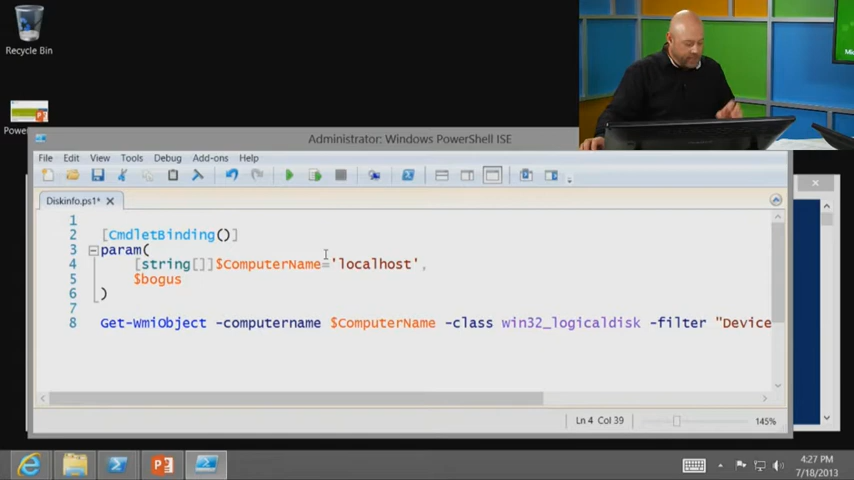 Recycle Bin
Administrator: Windows PowerShell ISE
File Edit View Tools Debug Add-ons Help
Diskinfo.ps1*
1
2 [CmdletBinding()]
3 param(
4 [string[]]$ComputerName='localhost',
5 $bogus
6 )
7
8 Get-WmiObject -computername $ComputerName -class win32_logicaldisk -filter "Device
Ln 4 Col 39
145%
4:27 PM
7/18/2013